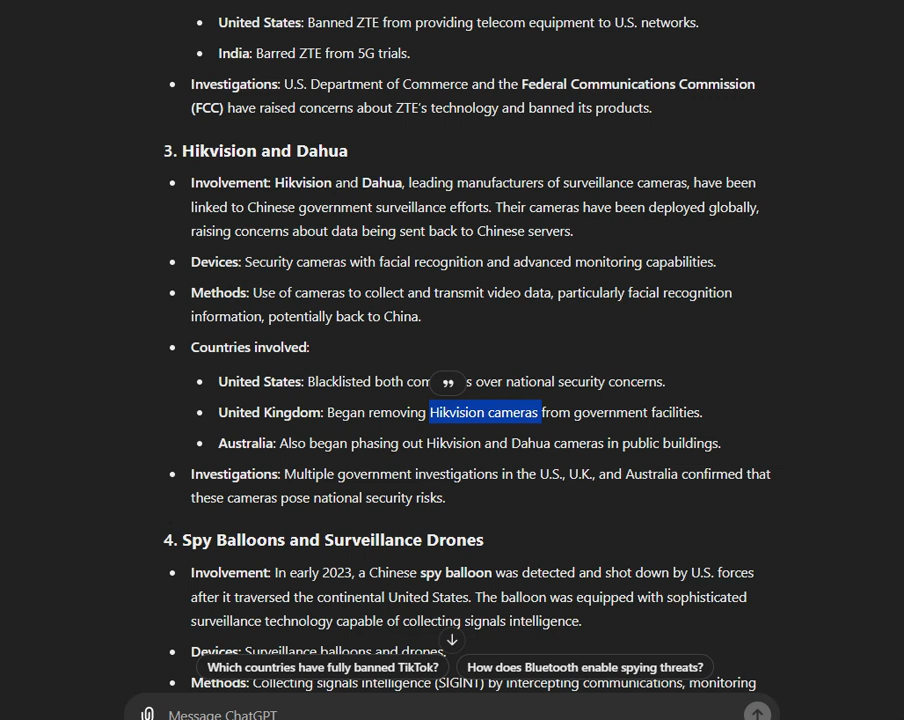 United States: Banned ZTE from providing telecom equipment to U.S. networks.
India: Barred ZTE from 5G trials.
Investigations: U.S. Department of Commerce and the Federal Communications Commission
(FCC) have raised concerns about ZTE's technology and banned its products.
3. Hikvision and Dahua
Involvement: Hikvision and Dahua, leading manufacturers of surveillance cameras, have been
linked to Chinese government surveillance efforts. Their cameras have been deployed globally,
raising concerns about data being sent back to Chinese servers.
Devices: Security cameras with facial recognition and advanced monitoring capabilities.
Methods: Use of cameras to collect and transmit video data, particularly facial recognition
information, potentially back to China.
Countries involved:
United States: Blacklisted both com s over national security concerns.
United Kingdom: Began removing Hikvision cameras from government facilities.
Australia: Also began phasing out Hikvision and Dahua cameras in public buildings.
Investigations: Multiple government investigations in the U.S., U.K., and Australia confirmed that
these cameras pose national security risks.
4. Spy Balloons and Surveillance Drones
Involvement: In early 2023, a Chinese spy balloon was detected and shot down by U.S. forces
after it traversed the continental United States. The balloon was equipped with sophisticated
surveillance technology capable of collecting signals intelligence.
Devices: Surveillance balloons and drones.
Which countries have fully banned TikTok? How does Bluetooth enable spying threats?
Methods: Collecting signals intelligence (SIGINT) by intercepting communications, monitoring
Message ChatGPT